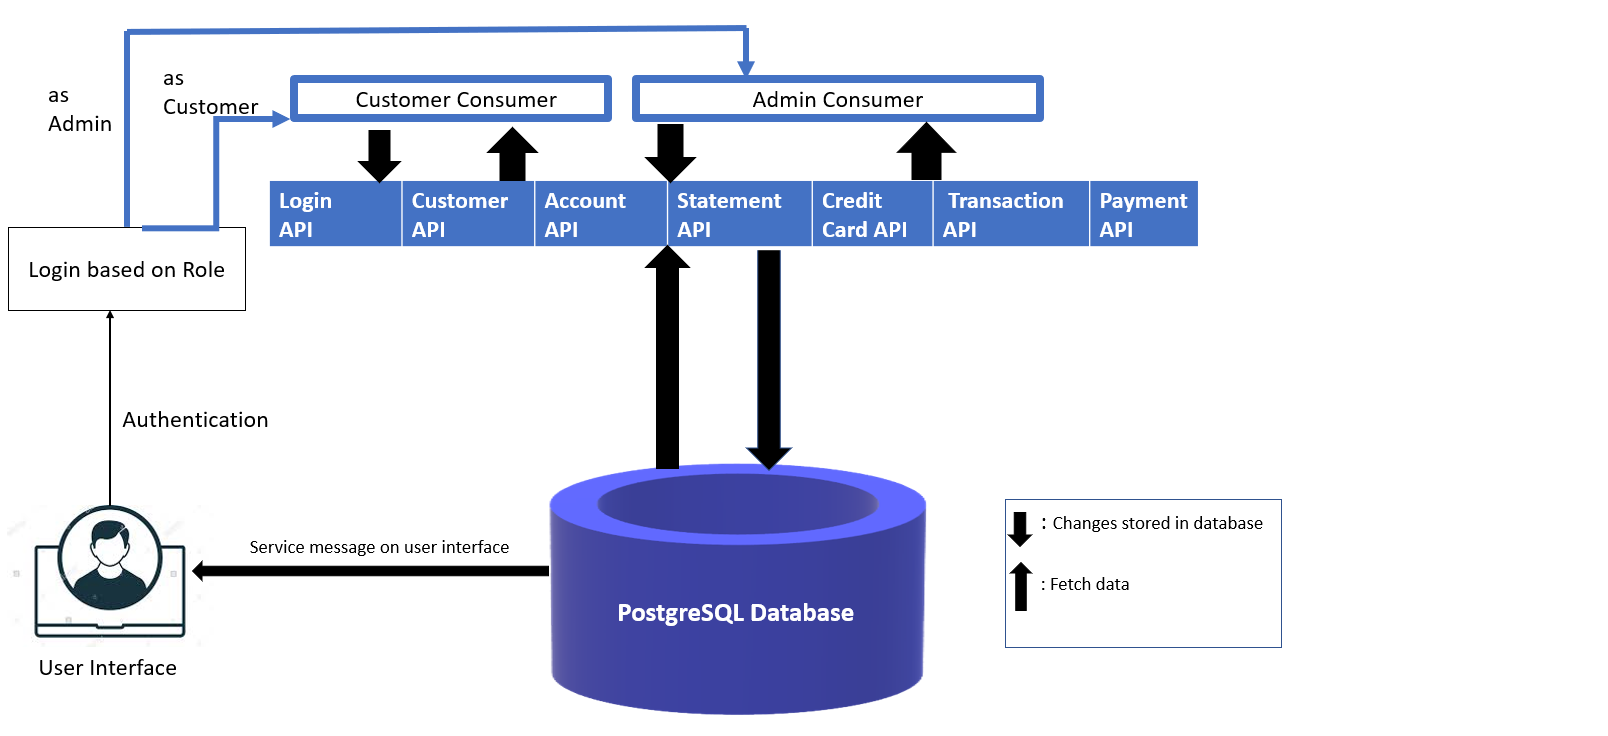 as
Admin
as
Customer
Customer Consumer
Admin Consumer
Login
API
Customer
API
Account
API
Statement
API
Credit
Card API
Transaction
API
Payment
API
Login based on Role
Authentication
Service message on user interface
PostgreSQL Database
User Interface
: Changes stored in database
: Fetch data